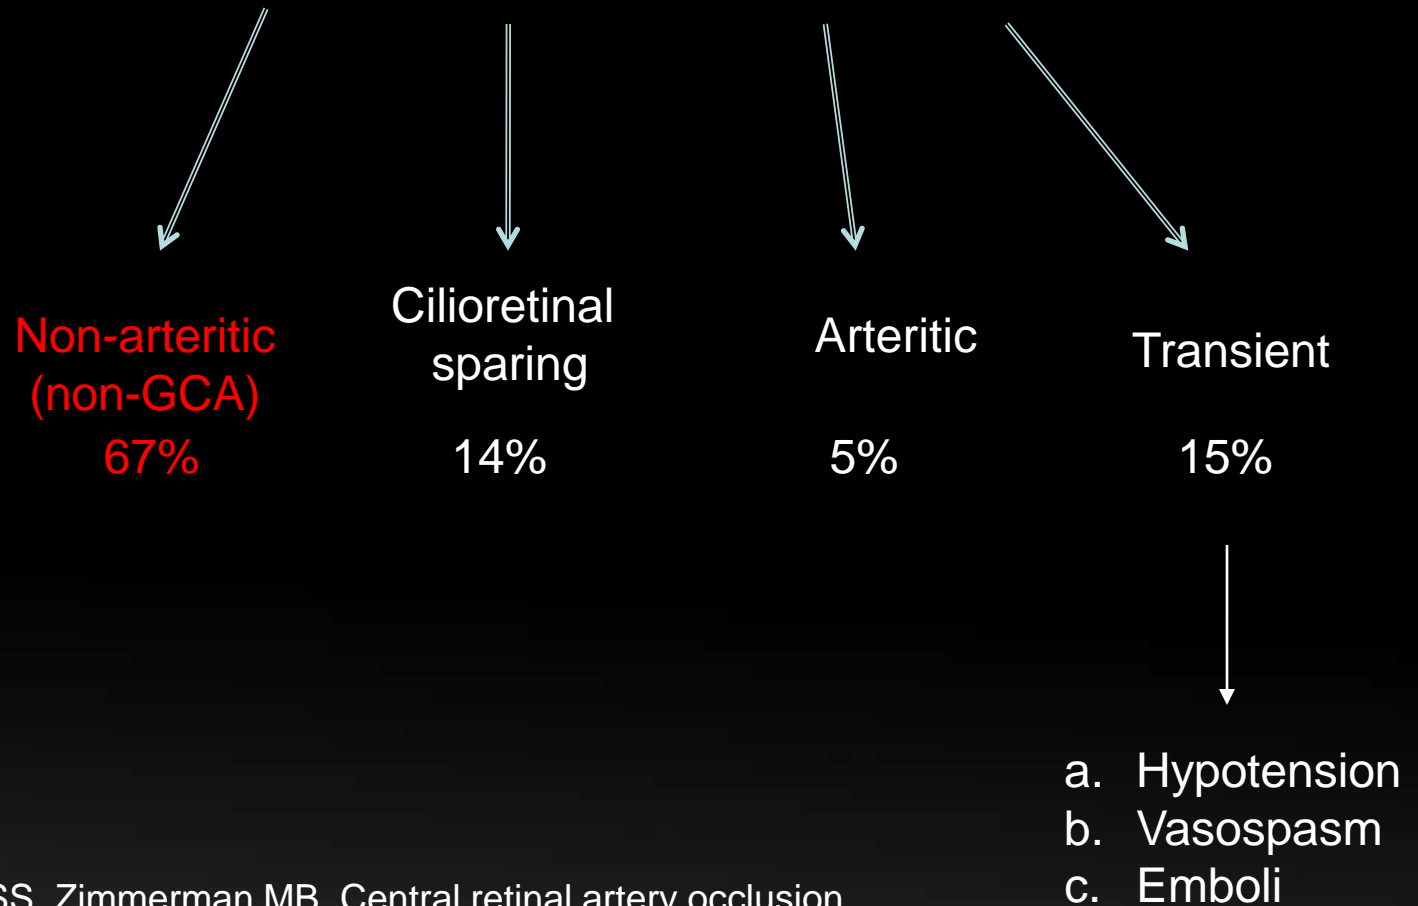 Non-arteritic
(non-GCA)
67%
Cilioretinal
sparing
14%
Arteritic
5%
Transient
15%
a. Hypotension
b. Vasospasm
c. Emboli
SS, Zimmerman MB. Central retinal artery occlusion